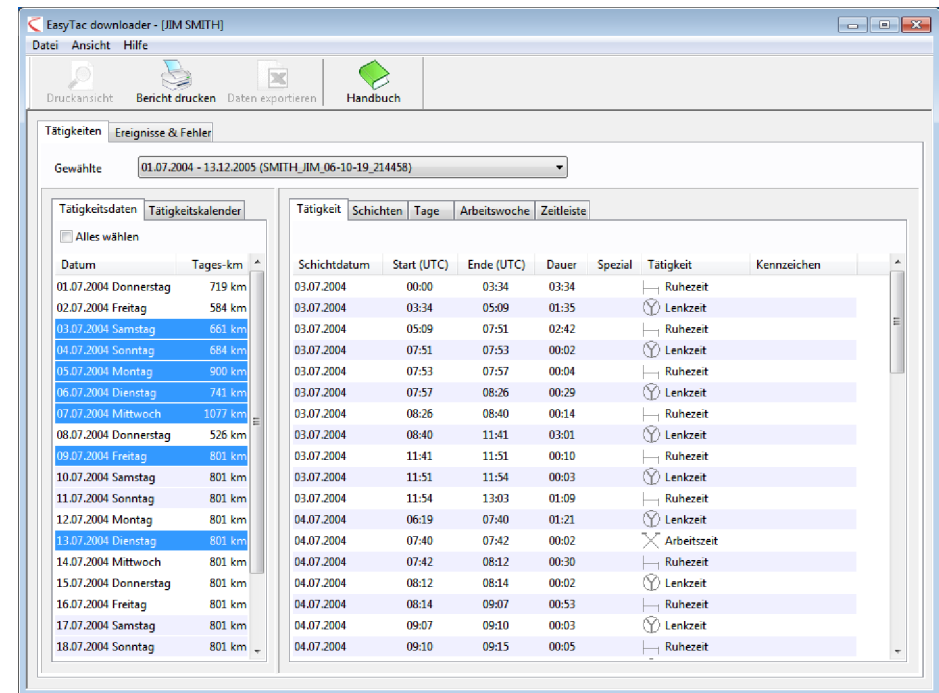 EasyTac downloader - [JIM SMITH]
Datei Ansicht Hilfe
Druckansicht Bericht drucken Daten exportieren Handbuch
Tätigkeiten Ereignisse & Fehler
Gewählte 01.07.2004 - 13.12.2005 (SMITH_JIM_06-10-19_214458)
Tätigkeitsdaten Tätigkeitskalender
Alles wählen
Datum Tages-km
01.07.2004 Donnerstag 719 km
02.07.2004 Freitag 584 km
03.07.2004 Samstag 661 km
04.07.2004 Sonntag 684 km
05.07.2004 Montag 900 km
06.07.2004 Dienstag 741 km
07.07.2004 Mittwoch 1077 km
08.07.2004 Donnerstag 526 km
09.07.2004 Freitag 801 km
10.07.2004 Samstag 801 km
11.07.2004 Sonntag 801 km
12.07.2004 Montag 801 km
13.07.2004 Dienstag 801 km
14.07.2004 Mittwoch 801 km
15.07.2004 Donnerstag 801 km
16.07.2004 Freitag 801 km
17.07.2004 Samstag 801 km
18.07.2004 Sonntag 801 km
Tätigkeit Schichten Tage Arbeitswoche Zeitleiste
Schichtdatum Start (UTC) Ende (UTC) Dauer Spezial Tätigkeit Kennzeichen
03.07.2004 00:00 03:34 03:34 Ruhezeit
03.07.2004 03:34 05:09 01:35 Lenkzeit
03.07.2004 05:09 07:51 02:42 Ruhezeit
03.07.2004 07:51 07:53 00:02 Lenkzeit
03.07.2004 07:53 07:57 00:04 Ruhezeit
03.07.2004 07:57 08:26 00:29 Lenkzeit
03.07.2004 08:26 08:40 00:14 Ruhezeit
03.07.2004 08:40 11:41 03:01 Lenkzeit
03.07.2004 11:41 11:51 00:10 Ruhezeit
03.07.2004 11:51 11:54 00:03 Lenkzeit
03.07.2004 11:54 13:03 01:09 Ruhezeit
04.07.2004 06:19 07:40 01:21 Lenkzeit
04.07.2004 07:40 07:42 00:02 Arbeitszeit
04.07.2004 07:42 08:12 00:30 Ruhezeit
04.07.2004 08:12 08:14 00:02 Lenkzeit
04.07.2004 08:14 09:07 00:53 Ruhezeit
04.07.2004 09:07 09:10 00:03 Lenkzeit
04.07.2004 09:10 09:15 00:05 Ruhezeit